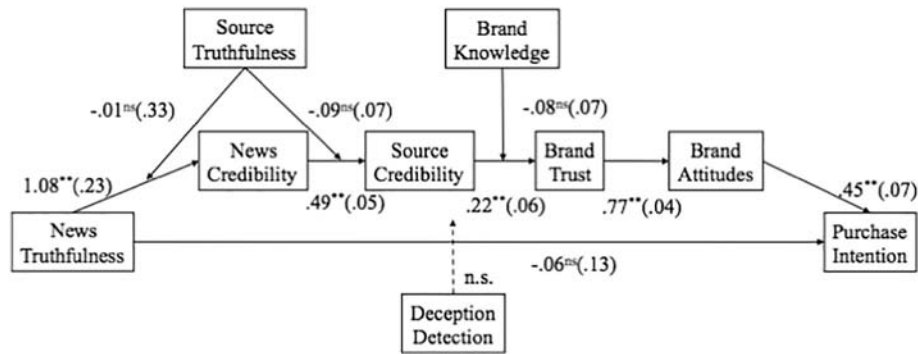 Source
Truthfulness
Brand
Knowledge
-.01ⁿˢ(.33)
-.09ⁿˢ(.07)
-.08ⁿˢ(.07)
News
Credibility
Source
Credibility
Brand
Trust
Brand
Attitudes
1.08**(.23)
.49**(.05)
.22**(.06)
.77**(.04)
.45**(.07)
News
Truthfulness
Purchase
Intention
-.06ⁿˢ(.13)
n.s.
Deception
Detection